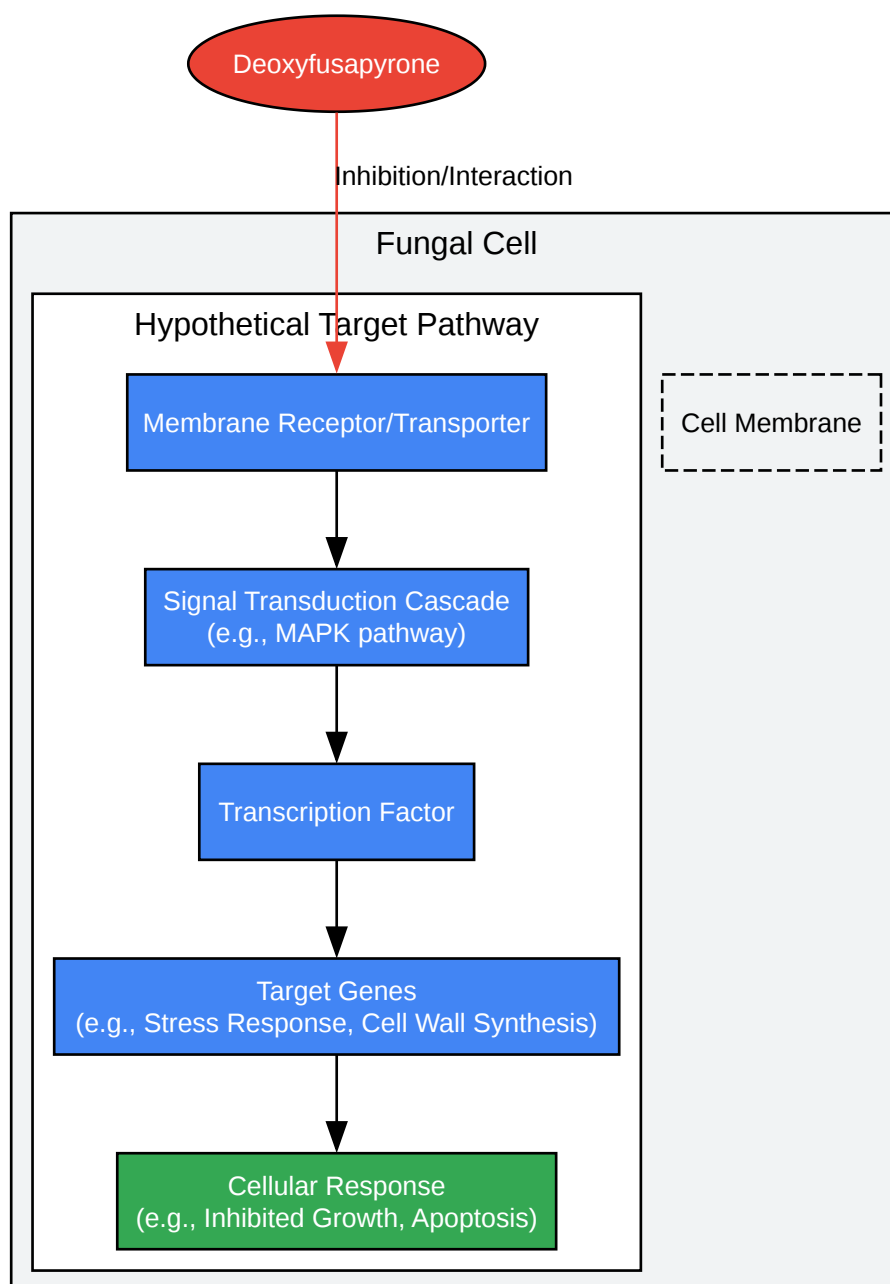 Deoxyfusapyrone
Inhibition/Interaction
Fungal Cell
Hypothetical Target Pathway
Membrane Receptor/Transporter
Cell Membrane
Signal Transduction Cascade
(e.g., MAPK pathway)
Transcription Factor
Target Genes
(e.g., Stress Response, Cell Wall Synthesis)
Cellular Response
(e.g., Inhibited Growth, Apoptosis)